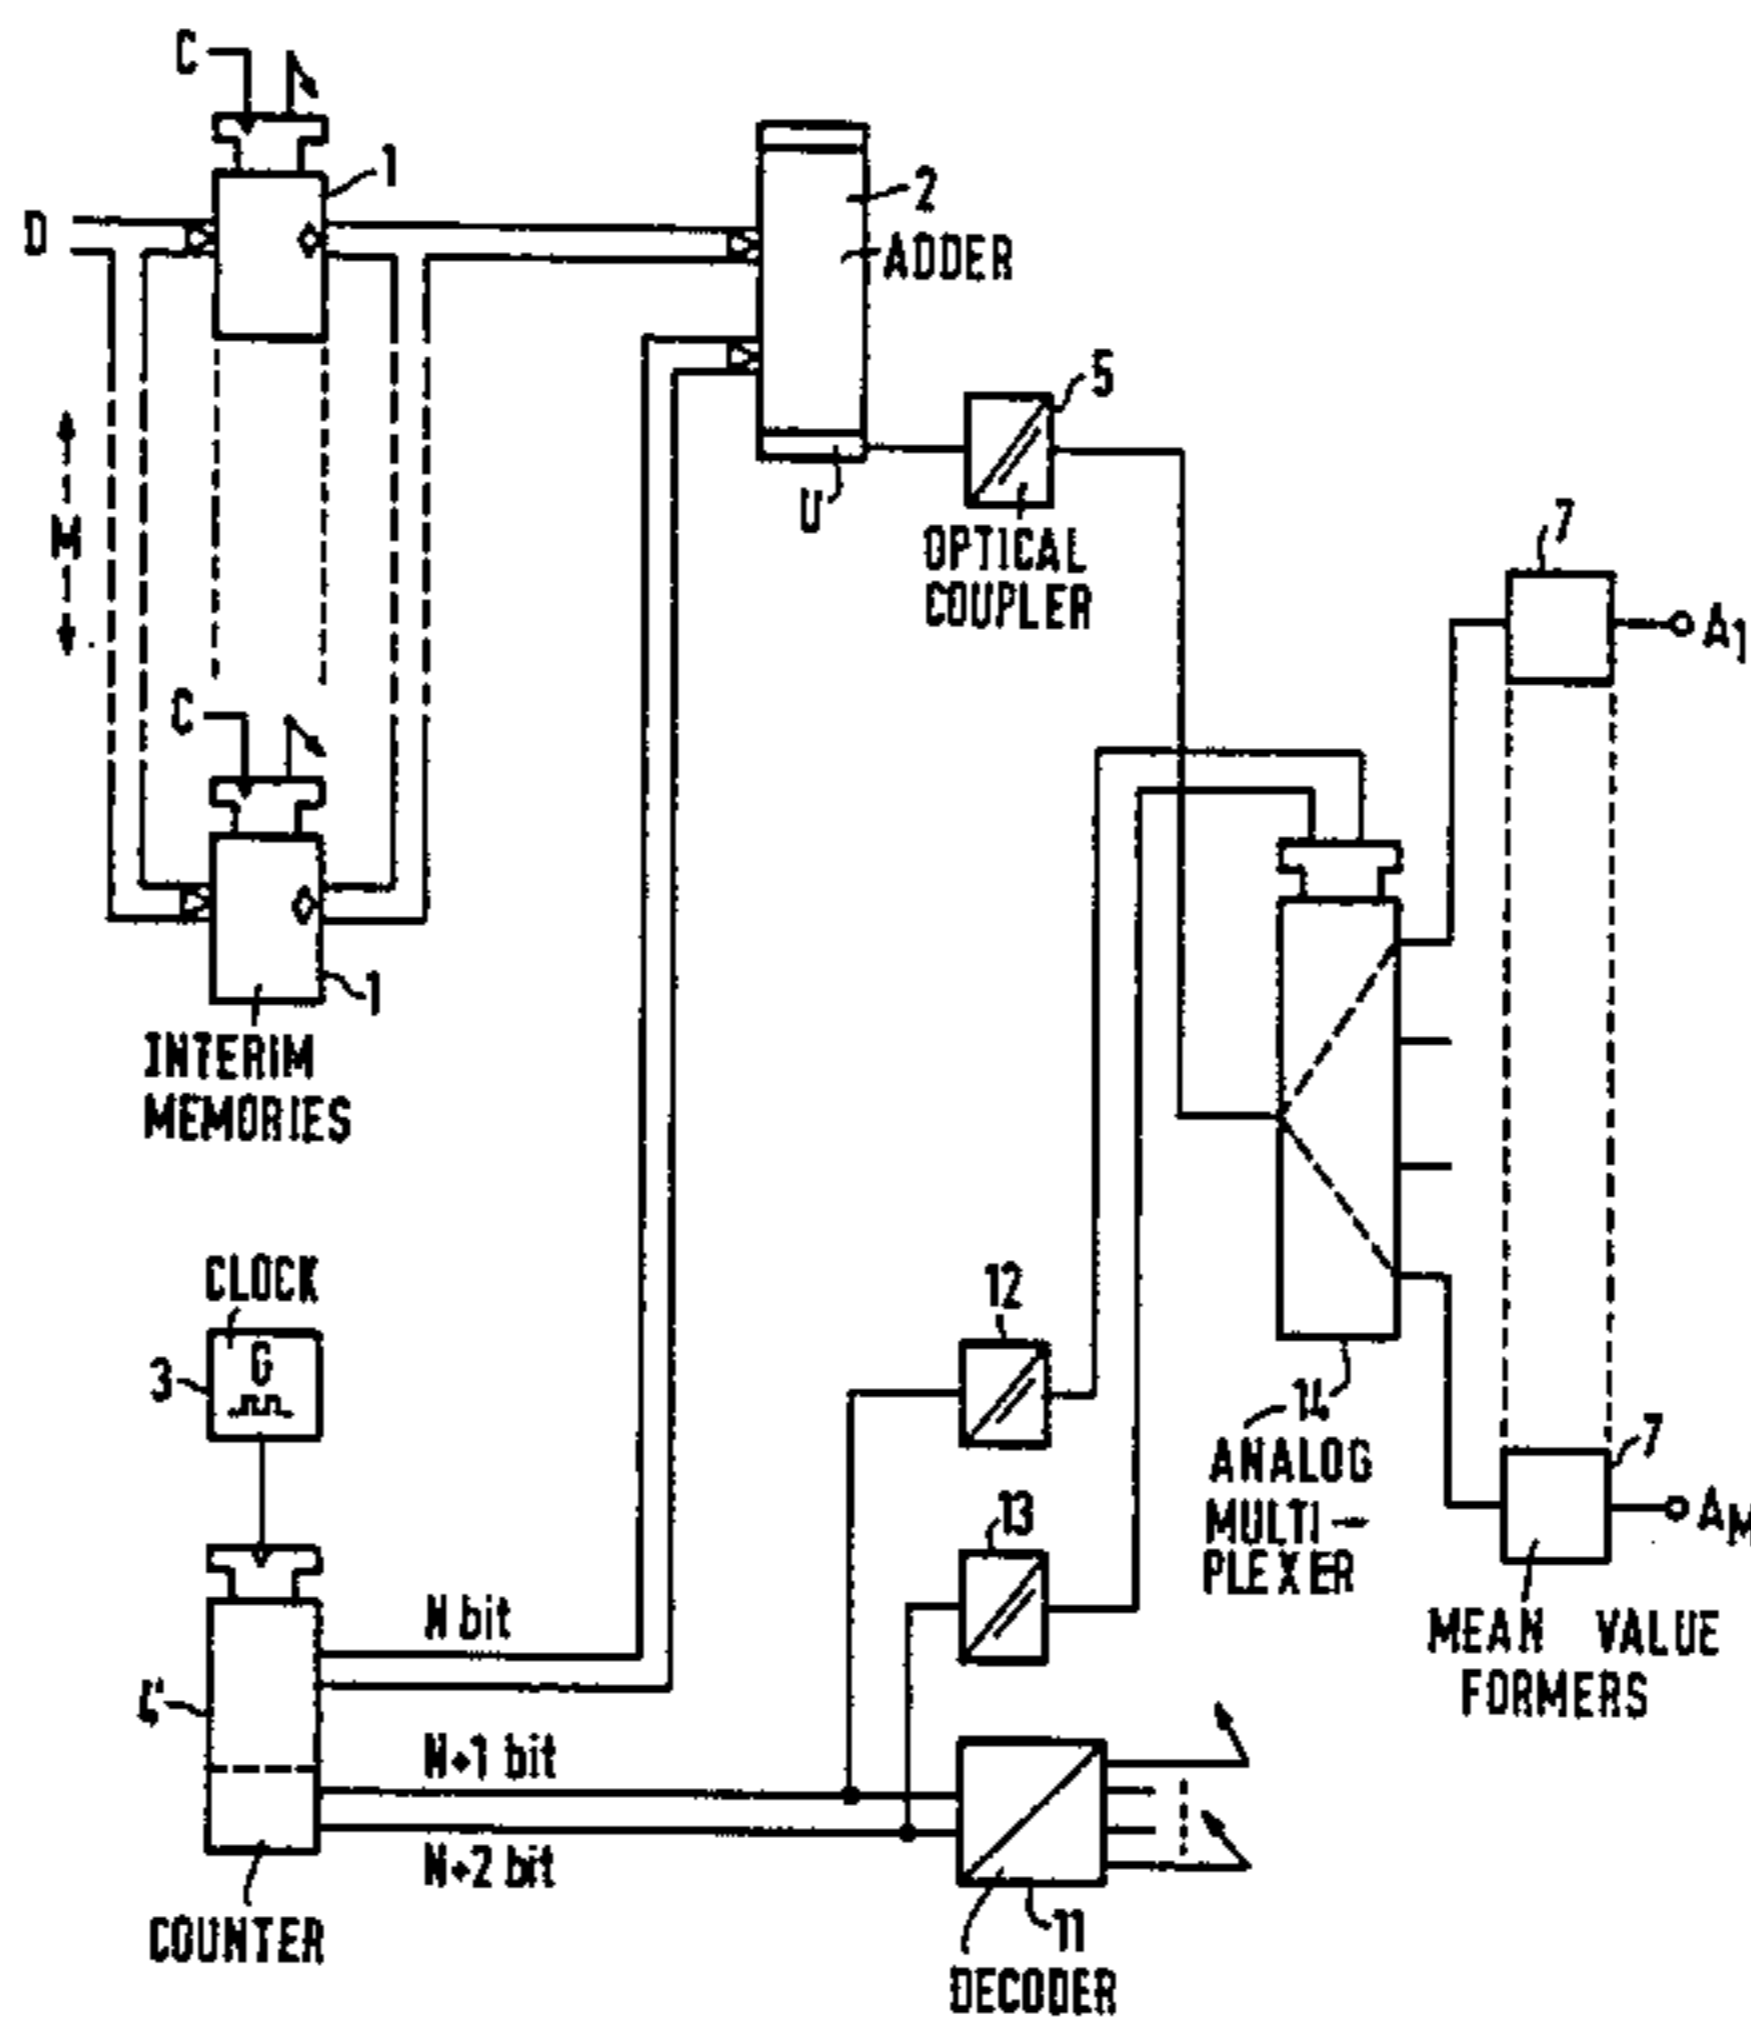 C
1
D
2
ADDER
5
U
OPTICAL
COUPLER
M
7
A1
C
1
INTERIM
MEMORIES
CLOCK
G
3
12
14
ANALOG
MULTI-
PLEXER
7
AM
MEAN VALUE
FORMERS
13
N bit
4'
N+1 bit
N+2 bit
COUNTER
11
DECODER